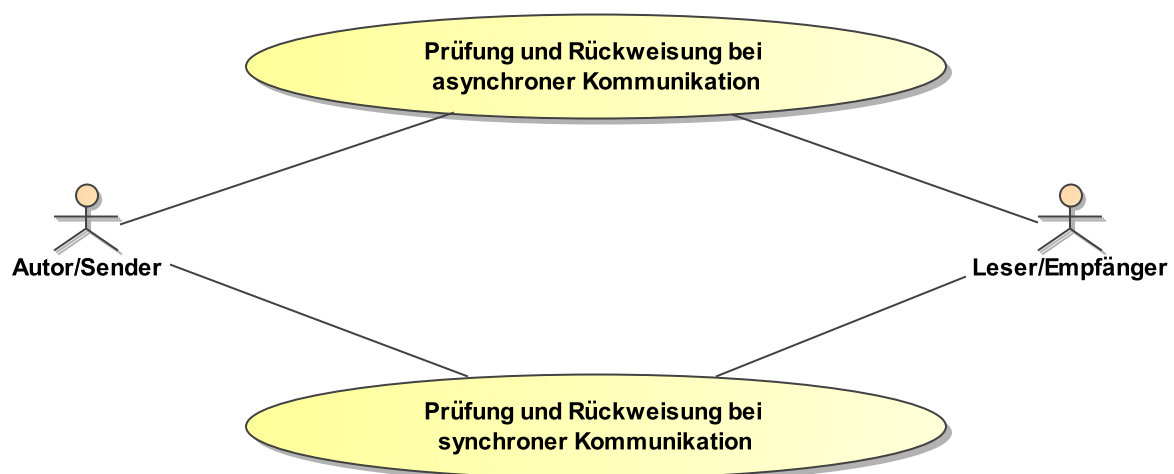 Prüfung und Rückweisung bei
asynchroner Kommunikation
Autor/Sender
Leser/Empfänger
Prüfung und Rückweisung bei
synchroner Kommunikation